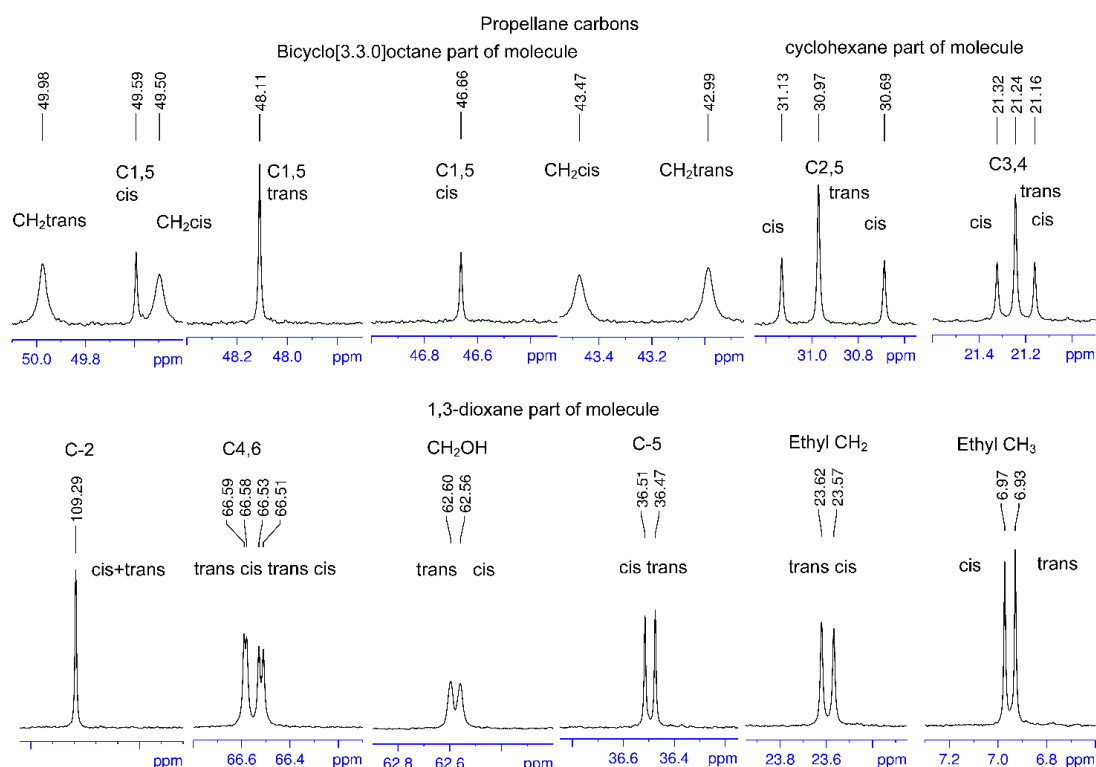 Propellane carbons
Bicyclo[3.3.0]octane part of molecule
cyclohexane part of molecule
49.98
49.59
49.50
48.11
46.66
43.47
42.99
31.13
30.97
30.69
21.32
21.24
21.16
CH2trans
C1,5
cis
CH2cis
C1,5
trans
C1,5
cis
CH2cis
CH2trans
C2,5
cis
trans
cis
C3,4
cis
trans
cis
50.0 49.8
48.2 48.0 ppm
46.8 46.6 ppm
43.4 43.2 ppm
31.0 30.8 ppm
21.4 21.2 ppm
1,3-dioxane part of molecule
C-2
C4,6
CH2OH
C-5
Ethyl CH2
Ethyl CH3
109.29
66.59
66.58
66.53
66.51
62.60
62.56
36.51
36.47
23.62
23.57
6.97
6.93
cis+trans
trans cis trans cis
trans cis
cis trans
trans cis
cis
trans
ppm
66.6 66.4 ppm
62.8 62.6 ppm
36.6 36.4 ppm
23.8 23.6 ppm
7.2 7.0 6.8 ppm